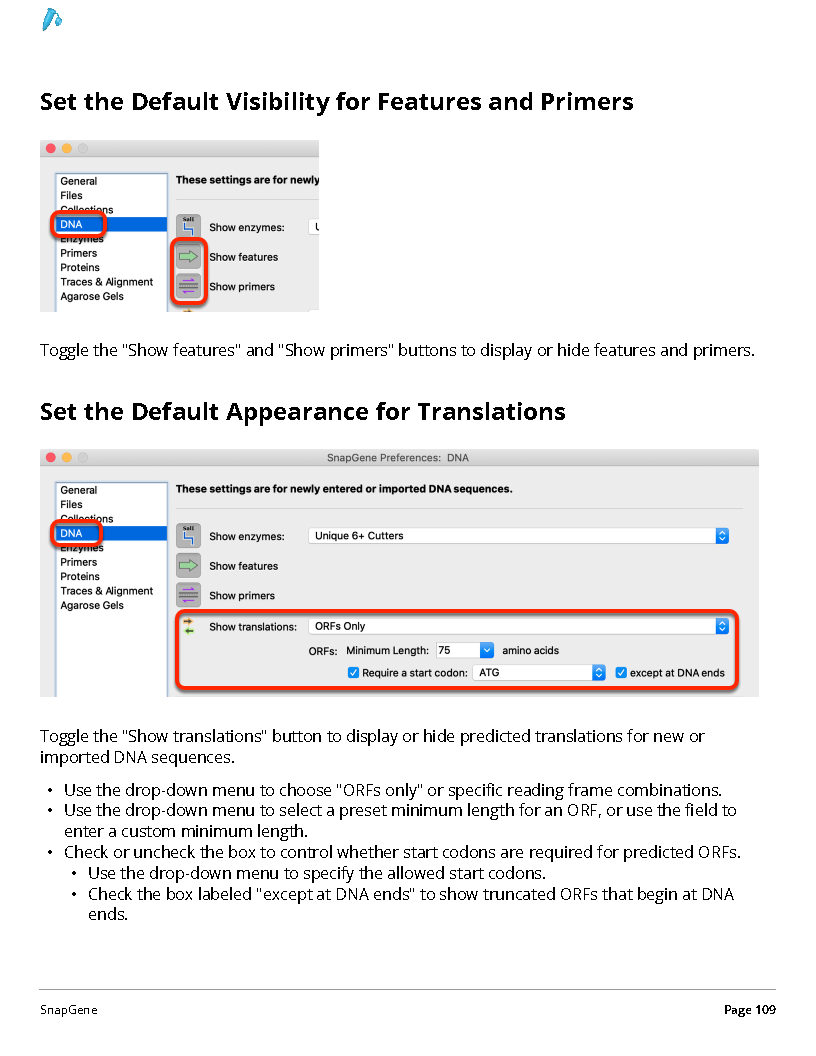 Set the Default Visibility for Features and Primers
General
Files
Collections
DNA
Enzymes
Primers
Proteins
Traces & Alignment
Agarose Gels
These settings are for newly
SalI
Show enzymes: U
Show features
Show primers
Toggle the "Show features" and "Show primers" buttons to display or hide features and primers.
Set the Default Appearance for Translations
SnapGene Preferences: DNA
General
Files
Collections
DNA
Enzymes
Primers
Proteins
Traces & Alignment
Agarose Gels
These settings are for newly entered or imported DNA sequences.
SalI
Show enzymes: Unique 6+ Cutters
Show features
Show primers
Show translations: ORFs Only
ORFs: Minimum Length: 75 amino acids
Require a start codon: ATG except at DNA ends
Toggle the "Show translations" button to display or hide predicted translations for new or
imported DNA sequences.
• Use the drop-down menu to choose "ORFs only" or specific reading frame combinations.
• Use the drop-down menu to select a preset minimum length for an ORF, or use the field to
enter a custom minimum length.
• Check or uncheck the box to control whether start codons are required for predicted ORFs.
• Use the drop-down menu to specify the allowed start codons.
• Check the box labeled "except at DNA ends" to show truncated ORFs that begin at DNA
ends.
SnapGene Page 109